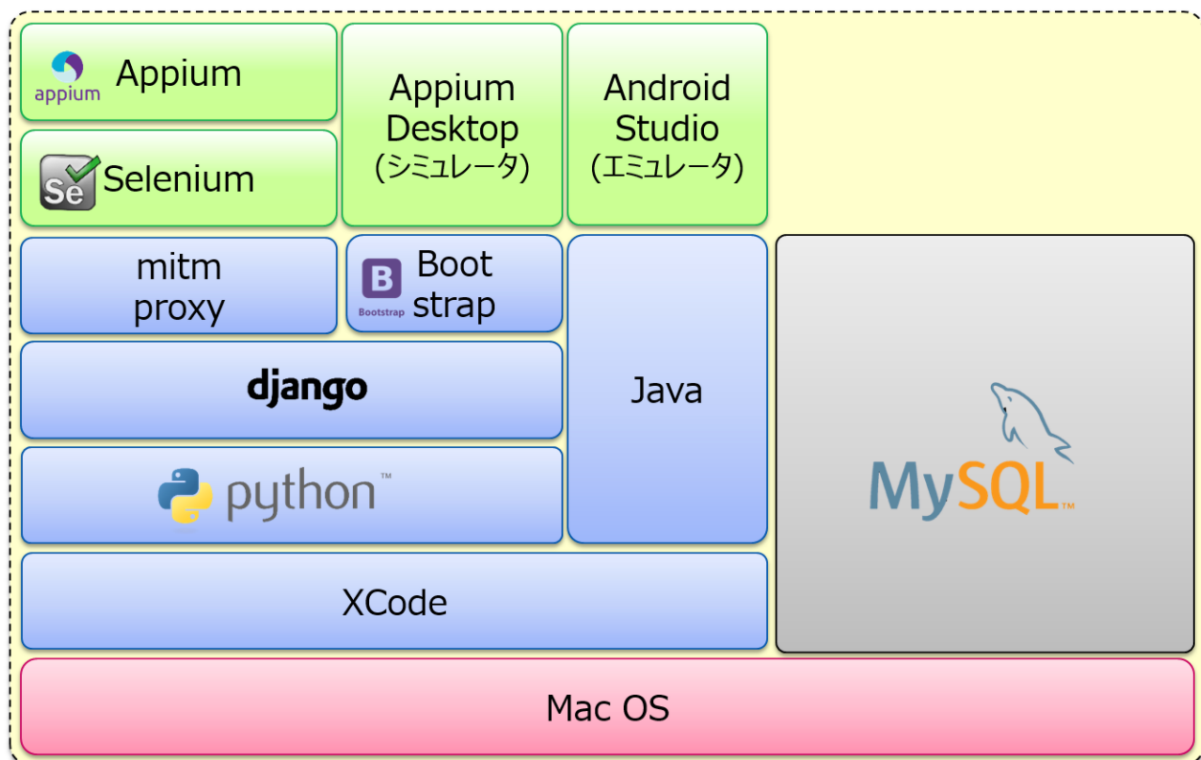 appium
Appium
Appium
Desktop
(シミュレータ)
Android
Studio
(エミュレータ)
Se
Selenium
mitm
proxy
B
Bootstrap
Boot
strap
django
Java
python™
MySQL™
XCode
Mac OS